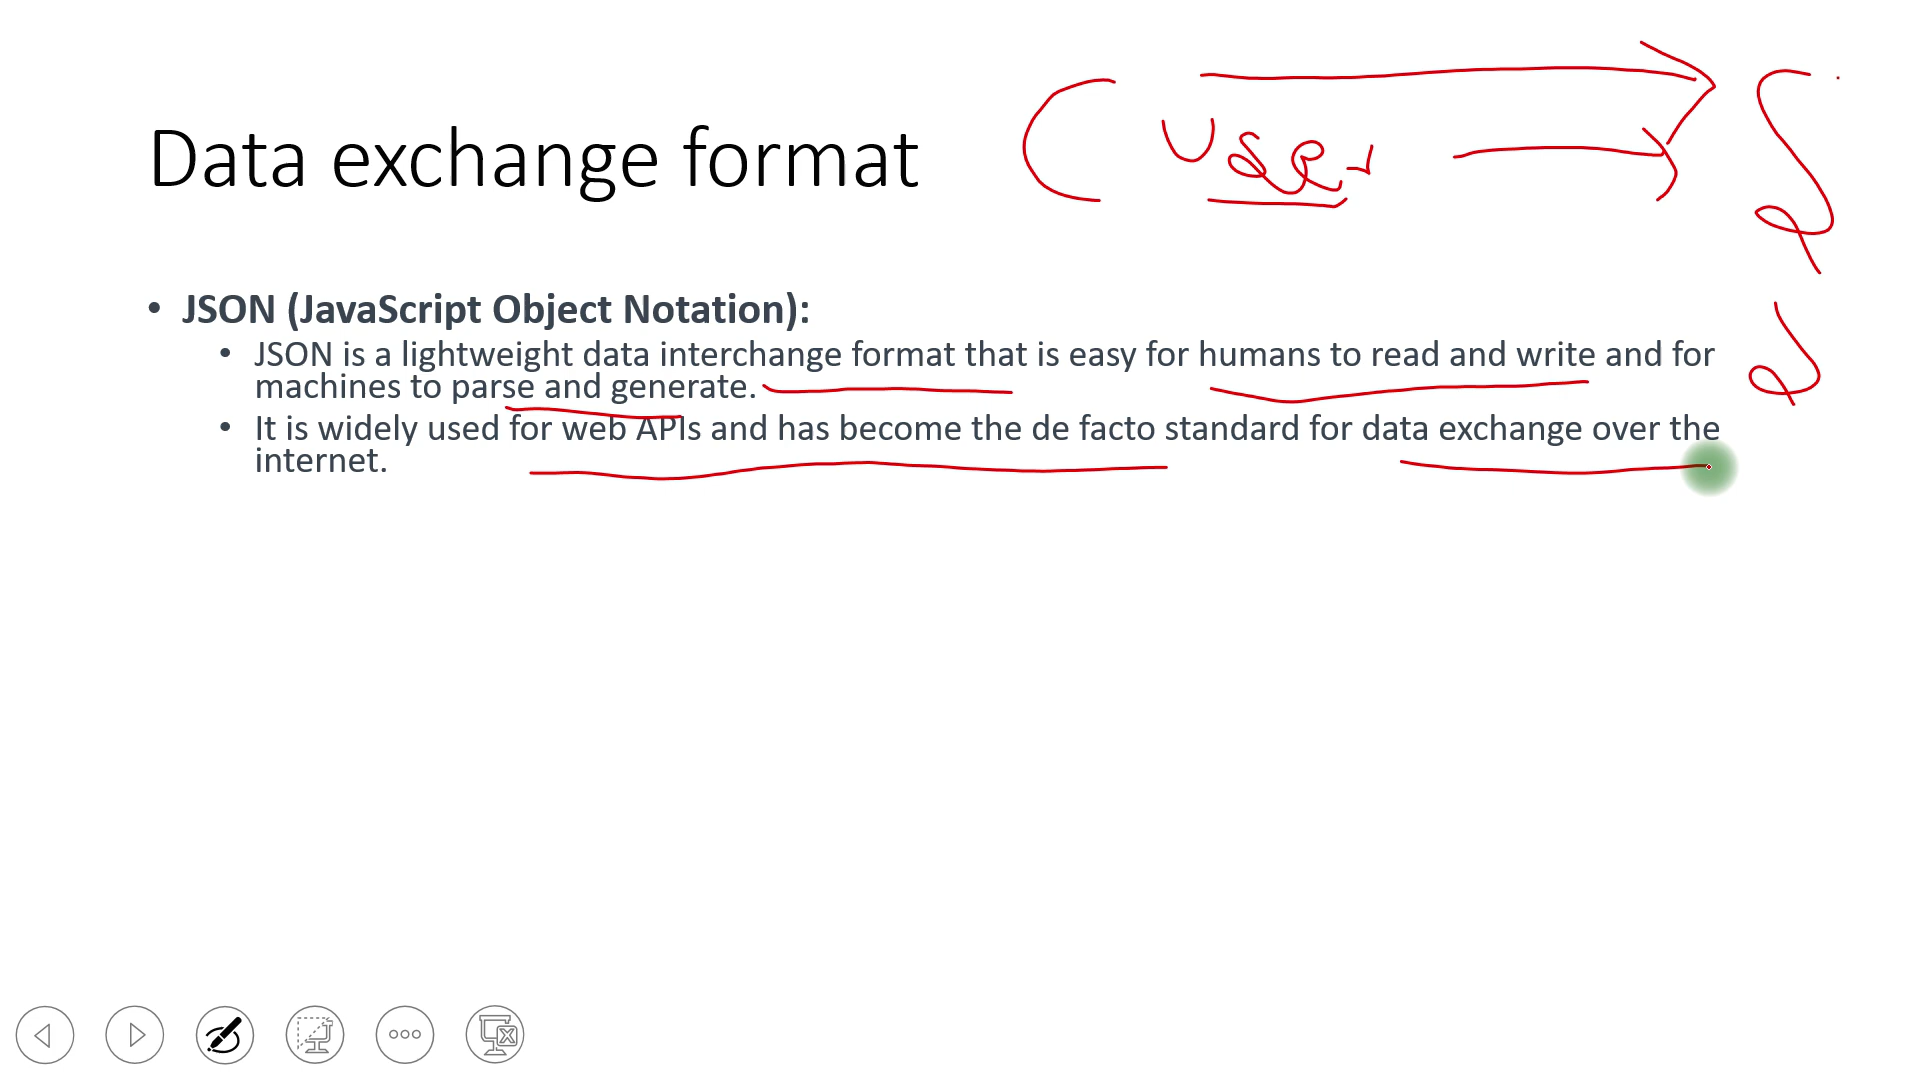 Data exchange format
C user S
S
• JSON (JavaScript Object Notation):
• JSON is a lightweight data interchange format that is easy for humans to read and write and for
machines to parse and generate.
• It is widely used for web APIs and has become the de facto standard for data exchange over the
internet.